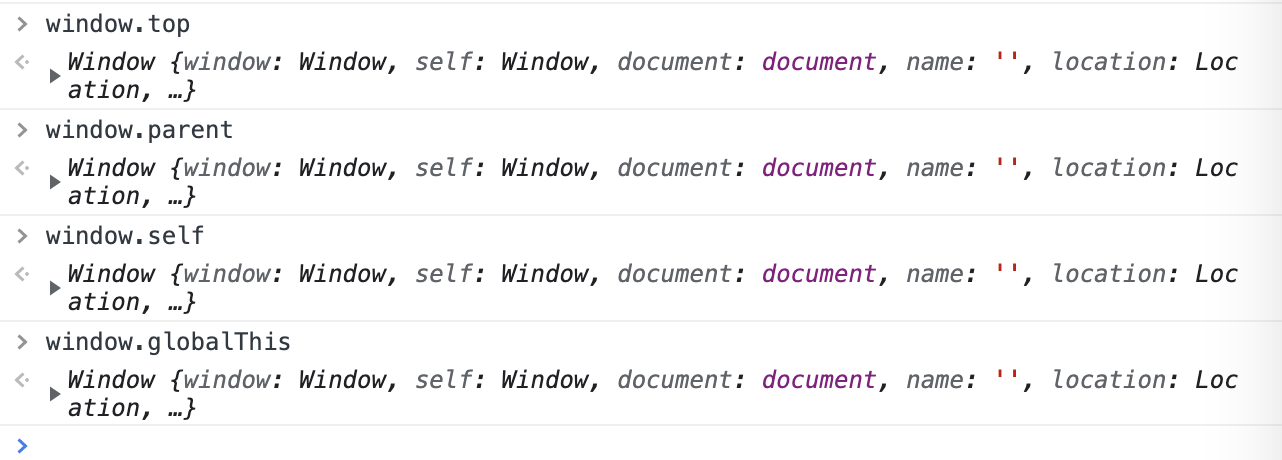 > window.top
<· ▶ Window {window: Window, self: Window, document: document, name: '', location: Loc
ation, …}
> window.parent
<· ▶ Window {window: Window, self: Window, document: document, name: '', location: Loc
ation, …}
> window.self
<· ▶ Window {window: Window, self: Window, document: document, name: '', location: Loc
ation, …}
> window.globalThis
<· ▶ Window {window: Window, self: Window, document: document, name: '', location: Loc
ation, …}
>